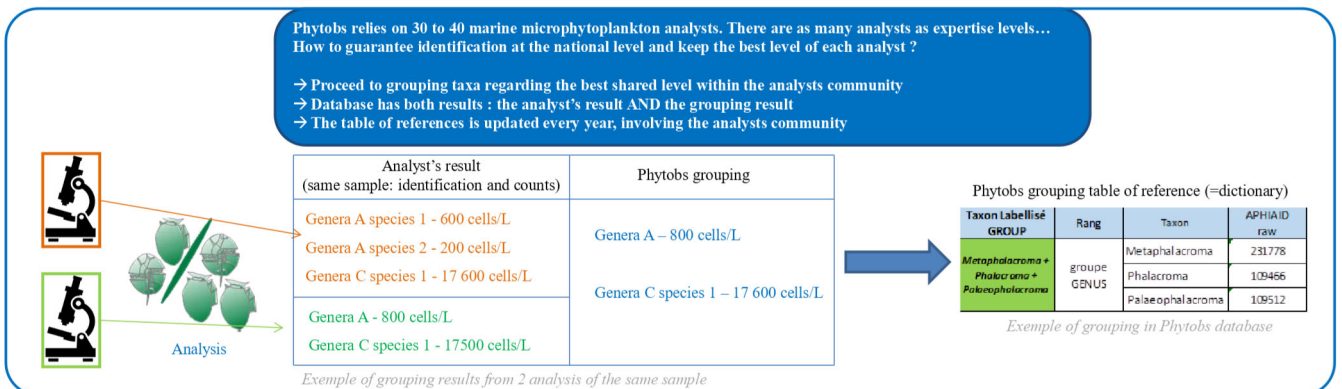 Phytobs relies on 30 to 40 marine microphytoplankton analysts. There are as many analysts as expertise levels…
How to guarantee identification at the national level and keep the best level of each analyst ?
→ Proceed to grouping taxa regarding the best shared level within the analysts community
→ Database has both results : the analyst's result AND the grouping result
→ The table of references is updated every year, involving the analysts community
Analyst's result
(same sample: identification and counts)
Phytobs grouping
Genera A species 1 - 600 cells/L
Genera A species 2 - 200 cells/L
Genera C species 1 - 17 600 cells/L
Genera A – 800 cells/L
Genera C species 1 – 17 600 cells/L
Genera A - 800 cells/L
Genera C species 1 - 17500 cells/L
Analysis
Exemple of grouping results from 2 analysis of the same sample
Phytobs grouping table of reference (=dictionary)
Taxon Labellisé
GROUP
Rang
Taxon
APHIAID
raw
Metaphalacroma +
Phalacroma +
Palaeophalacroma
groupe
GENUS
Metaphalacroma
231778
Phalacroma
109466
Palaeophalacroma
109512
Exemple of grouping in Phytobs database